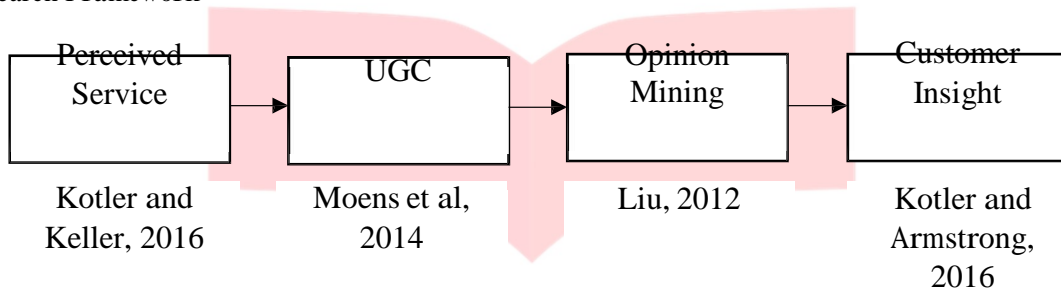 Framework
Perceived
Service
UGC
Opinion
Mining
Customer
Insight
Kotler and
Keller, 2016
Moens et al,
2014
Liu, 2012
Kotler and
Armstrong,
2016